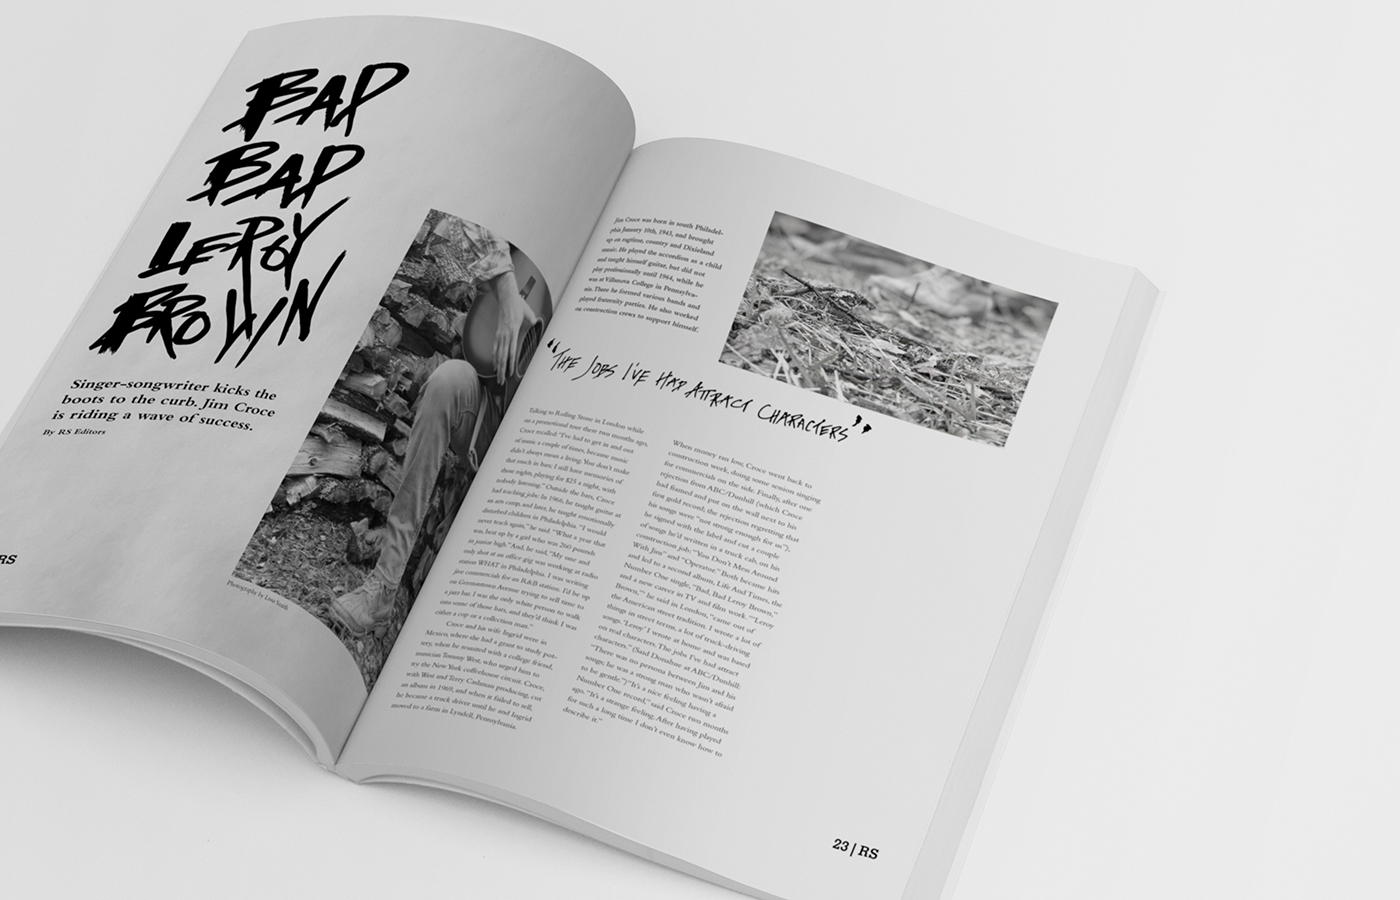 BAD
BAD
LEROY
BROWN
Singer-songwriter kicks the
boots to the curb. Jim Croce
is riding a wave of success.
By RS Editors
RS
Photography by Lisa Smith
Jim Croce was born in south Philadel-
phia January 10th, 1943, and brought
up on ragtime, country and Dixieland
music. He played the accordion as a child
and taught himself guitar, but did not
play professionally until 1964, while he
was at Villanova College in Pennsylva-
nia. There he formed various bands and
played fraternity parties. He also worked
on construction crews to support himself.
“THE JOBS I'VE HAD ATTRACT CHARACTERS”
Talking to Rolling Stone in London while
on a promotional tour there two months ago,
Croce recalled: “I've had to get in and out
of music a couple of times, because music
didn't always mean a living. You don't make
that much in bars; I still have memories of
those nights, playing for $25 a night, with
nobody listening.” Outside the bars, Croce
had teaching jobs: In 1966, he taught guitar at
an arts camp, and later, he taught emotionally
disturbed children in Philadelphia. “I would
never teach again,” he said. “What a year that
was, beat up by a girl who was 260 pounds
in junior high.” And, he said, “My one and
only shot at an office gig was working at radio
station WHAT in Philadelphia. I was writing
jive commercials for an R&B station. I'd be up
on Germantown Avenue trying to sell time to
a jazz bar. I was the only white person to walk
into some of those bars, and they'd think I was
either a cop or a collection man.”
Croce and his wife Ingrid were in
Mexico, where she had a grant to study pot-
tery, when he reunited with a college friend,
musician Tommy West, who urged him to
try the New York coffeehouse circuit. Croce,
with West and Terry Cashman producing, cut
an album in 1969, and when it failed to sell,
he became a truck driver until he and Ingrid
moved to a farm in Lyndell, Pennsylvania.
When money ran low, Croce went back to
construction work, doing some session singing
for commercials on the side. Finally, after one
rejection from ABC/Dunhill (which Croce
had framed and put on the wall next to his
first gold record; the rejection regretting that
his songs were “not strong enough for us”),
he signed with the label and cut a couple
of songs he'd written in a truck cab, on his
construction job: “You Don't Mess Around
With Jim” and “Operator.” Both became hits
and led to a second album, Life And Times, the
Number One single, “Bad, Bad Leroy Brown,”
and a new career in TV and film work. “‘Leroy
Brown,’” he said in London, “came out of
the American street tradition. I wrote a lot of
things in street terms, a lot of truck-driving
songs. ‘Leroy’ I wrote at home and was based
on real characters. The jobs I've had attract
characters.” (Said Donahue at ABC/Dunhill:
“There was no persona between Jim and his
songs; he was a strong man who wasn't afraid
to be gentle.”) “It's a nice feeling having a
Number One record,” said Croce two months
ago. “It's a strange feeling. After having played
for such a long time I don't even know how to
describe it.”
23 | RS